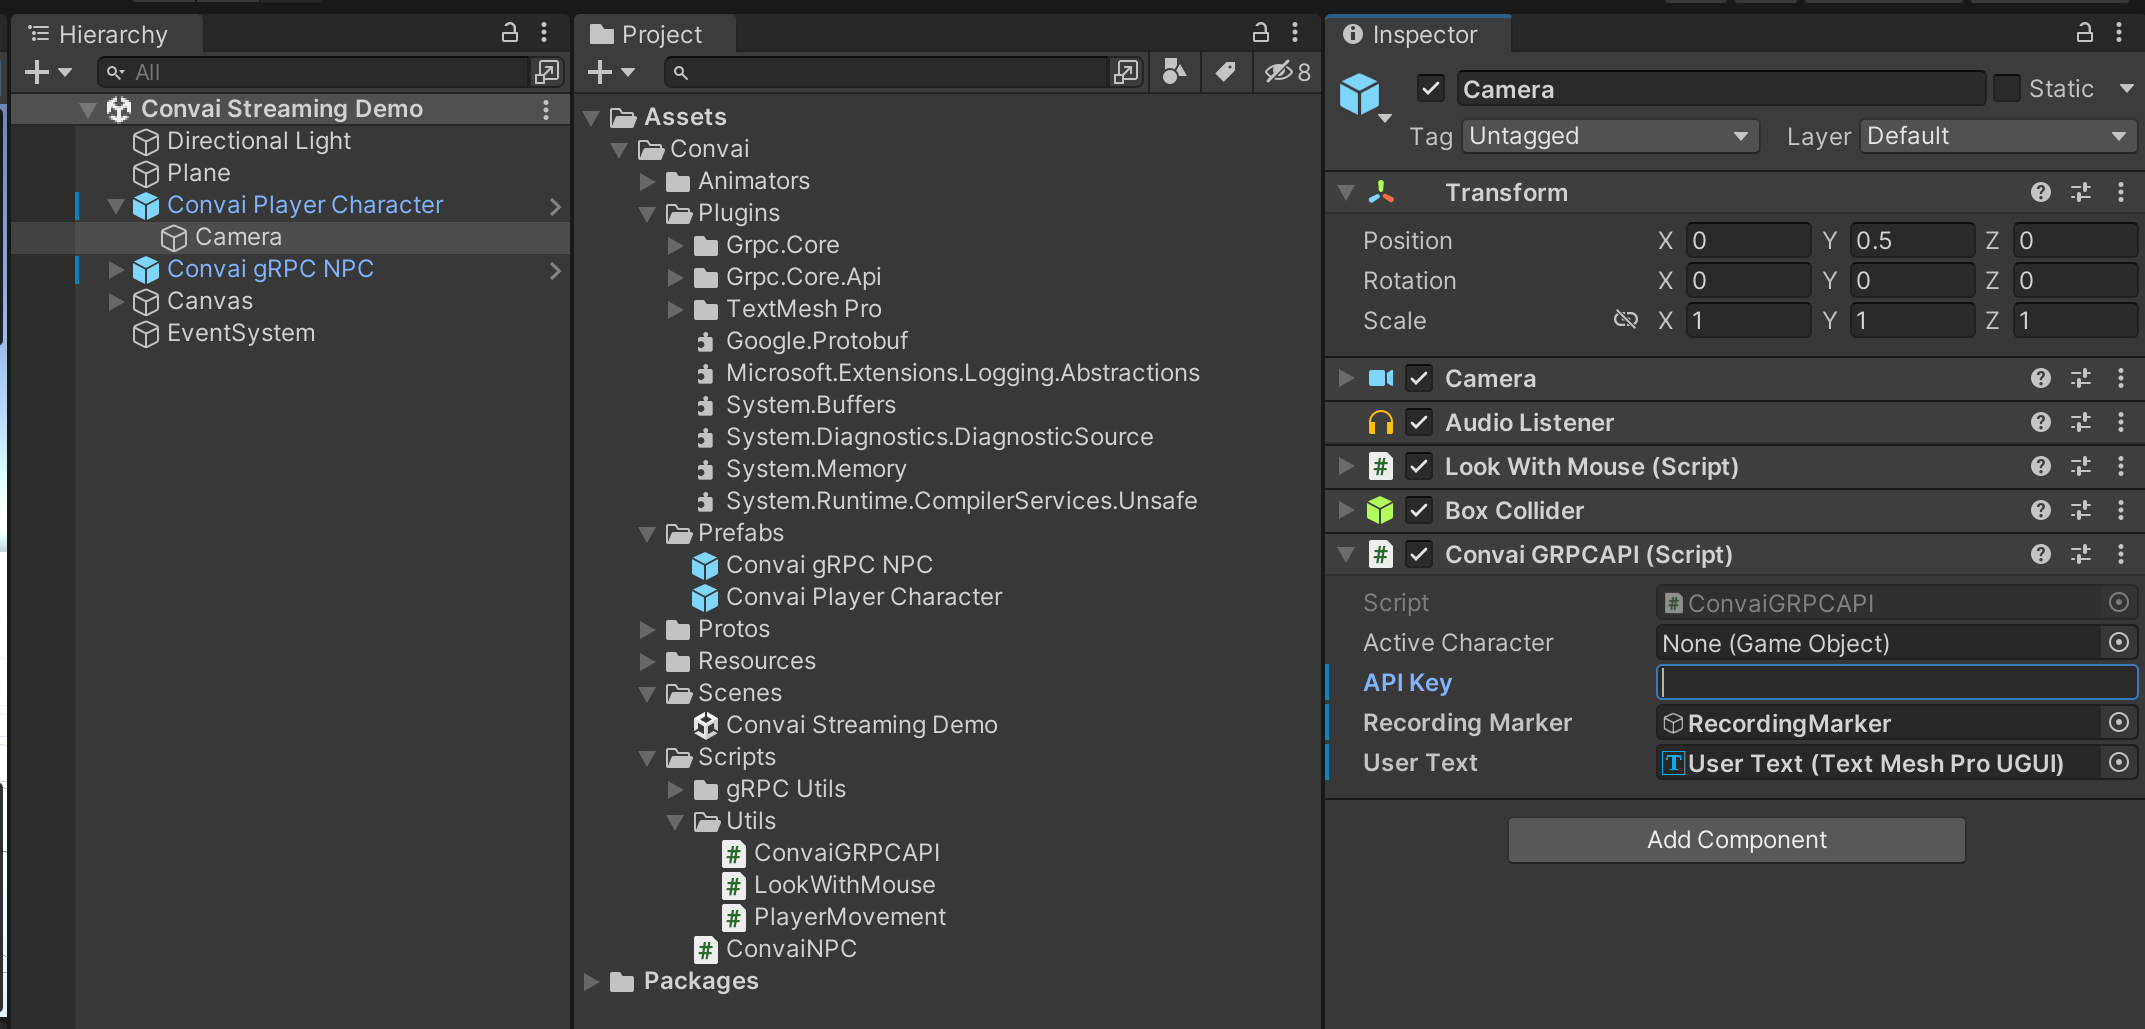 Hierarchy
All
Convai Streaming Demo
Directional Light
Plane
Convai Player Character
Camera
Convai gRPC NPC
Canvas
EventSystem
Project
8
Assets
Convai
Animators
Plugins
Grpc.Core
Grpc.Core.Api
TextMesh Pro
Google.Protobuf
Microsoft.Extensions.Logging.Abstractions
System.Buffers
System.Diagnostics.DiagnosticSource
System.Memory
System.Runtime.CompilerServices.Unsafe
Prefabs
Convai gRPC NPC
Convai Player Character
Protos
Resources
Scenes
Convai Streaming Demo
Scripts
gRPC Utils
Utils
ConvaiGRPCAPI
LookWithMouse
PlayerMovement
ConvaiNPC
Packages
Inspector
Camera Static
Tag Untagged Layer Default
Transform
Position X 0 Y 0.5 Z 0
Rotation X 0 Y 0 Z 0
Scale X 1 Y 1 Z 1
Camera
Audio Listener
# Look With Mouse (Script)
Box Collider
# Convai GRPCAPI (Script)
Script # ConvaiGRPCAPI
Active Character None (Game Object)
API Key
Recording Marker RecordingMarker
User Text T User Text (Text Mesh Pro UGUI)
Add Component